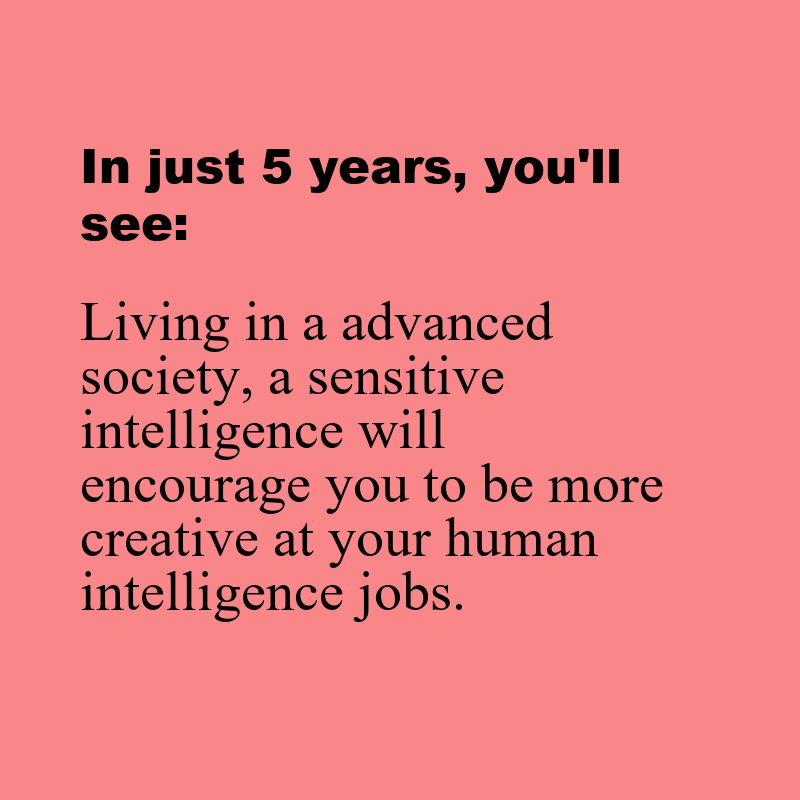 In just 5 years, you'll
see:
Living in a advanced
society, a sensitive
intelligence will
encourage you to be more
creative at your human
intelligence jobs.